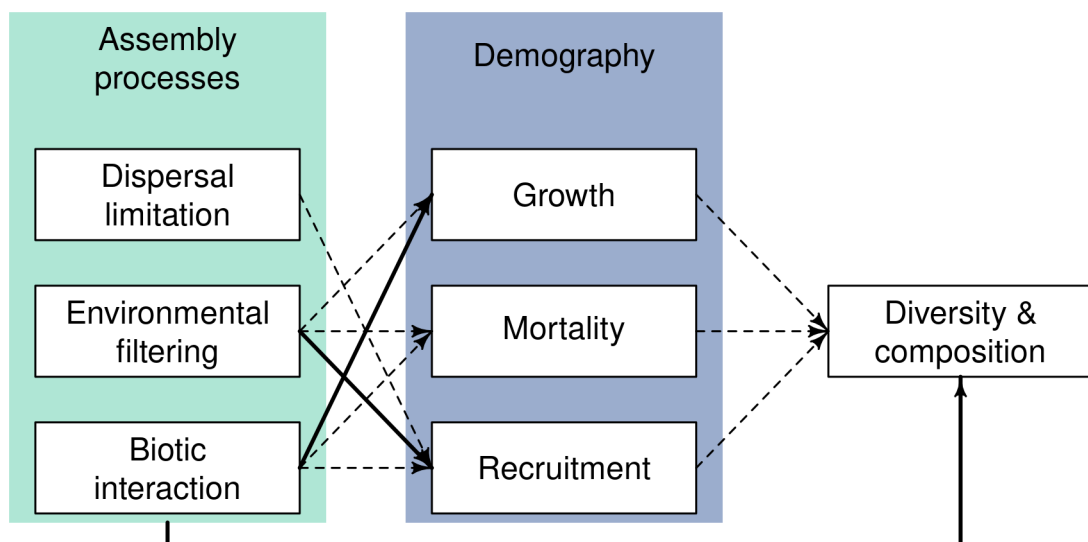 Assembly
processes
Demography
Dispersal
limitation
Growth
Environmental
filtering
Mortality
Diversity &
composition
Biotic
interaction
Recruitment